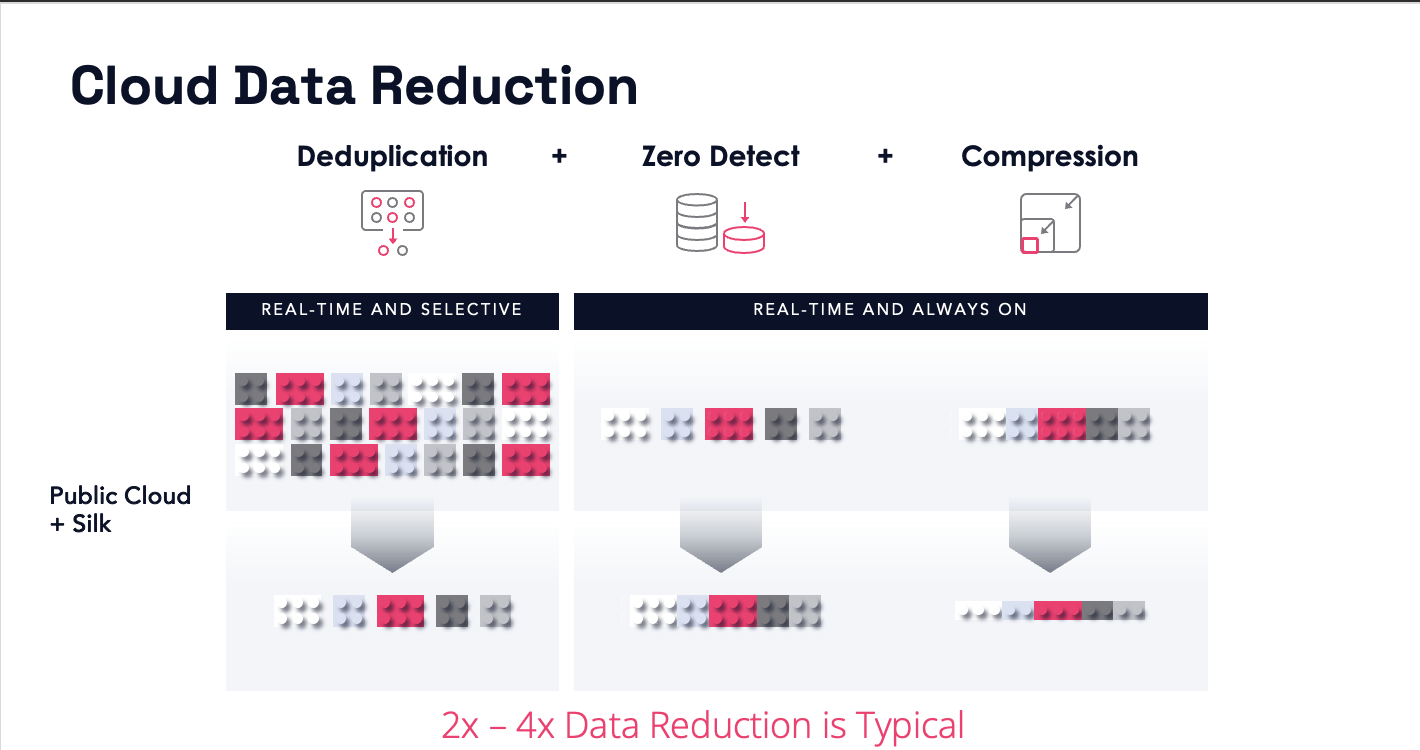 Cloud Data Reduction
Deduplication + Zero Detect + Compression
REAL-TIME AND SELECTIVE
REAL-TIME AND ALWAYS ON
Public Cloud
+ Silk
2x – 4x Data Reduction is Typical